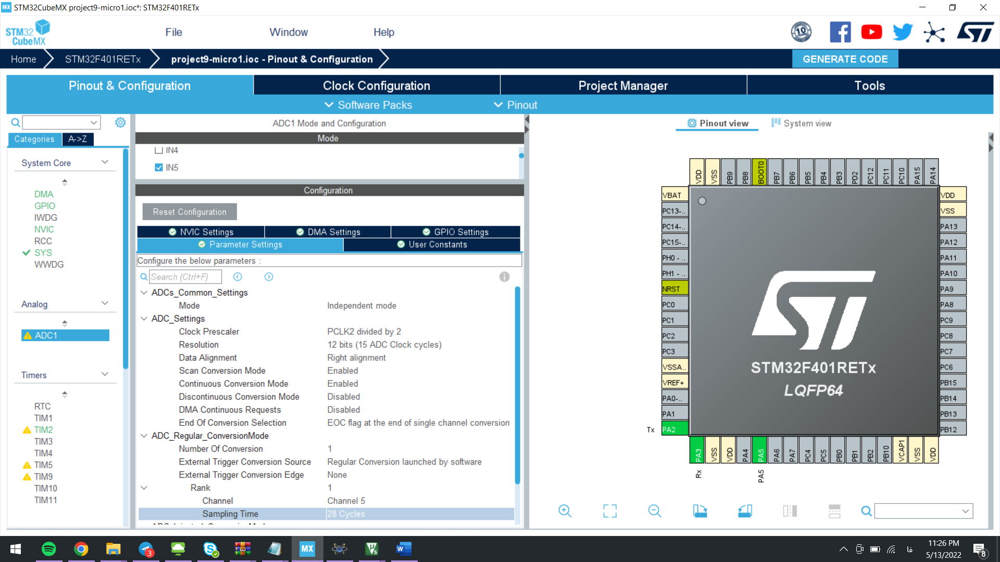 MX STM32CubeMX project9-micro1.ioc*: STM32F401RETx
STM32
CubeMX
File
Window
Help
10
ST
Home
STM32F401RETx
project9-micro1.ioc - Pinout & Configuration
GENERATE CODE
Pinout & Configuration
Clock Configuration
Project Manager
Tools
Software Packs
Pinout
Categories
A->Z
System Core
DMA
GPIO
IWDG
NVIC
RCC
SYS
WWDG
Analog
ADC1
Timers
RTC
TIM1
TIM2
TIM3
TIM4
TIM5
TIM9
TIM10
TIM11
ADC1 Mode and Configuration
Mode
IN4
IN5
Configuration
Reset Configuration
NVIC Settings
DMA Settings
GPIO Settings
Parameter Settings
User Constants
Configure the below parameters :
Search (Ctrl+F)
ADCs_Common_Settings
Mode Independent mode
ADC_Settings
Clock Prescaler PCLK2 divided by 2
Resolution 12 bits (15 ADC Clock cycles)
Data Alignment Right alignment
Scan Conversion Mode Enabled
Continuous Conversion Mode Enabled
Discontinuous Conversion Mode Disabled
DMA Continuous Requests Disabled
End Of Conversion Selection EOC flag at the end of single channel conversion
ADC_Regular_ConversionMode
Number Of Conversion 1
External Trigger Conversion Source Regular Conversion launched by software
External Trigger Conversion Edge None
Rank 1
Channel Channel 5
Sampling Time 28 Cycles
Pinout view
System view
VDD
VSS
PB9
PB8
BOOT0
PB7
PB6
PB5
PB4
PB3
PD2
PC12
PC11
PC10
PA15
PA14
VBAT
PC13-..
PC14-..
PC15-..
PH0 - ..
PH1 - ..
NRST
PC0
PC1
PC2
PC3
VSSA..
VREF+
PA0-..
PA1
Tx PA2
ST
STM32F401RETx
LQFP64
VDD
VSS
PA13
PA12
PA11
PA10
PA9
PA8
PC9
PC8
PC7
PC6
PB15
PB14
PB13
PB12
PA3
VSS
VDD
PA4
PA5
PA6
PA7
PC4
PC5
PB0
PB1
PB2
PB10
VCAP1
VSS
VDD
Rx
PA5
3
MX
V5
W
فا
11:26 PM
5/13/2022
8